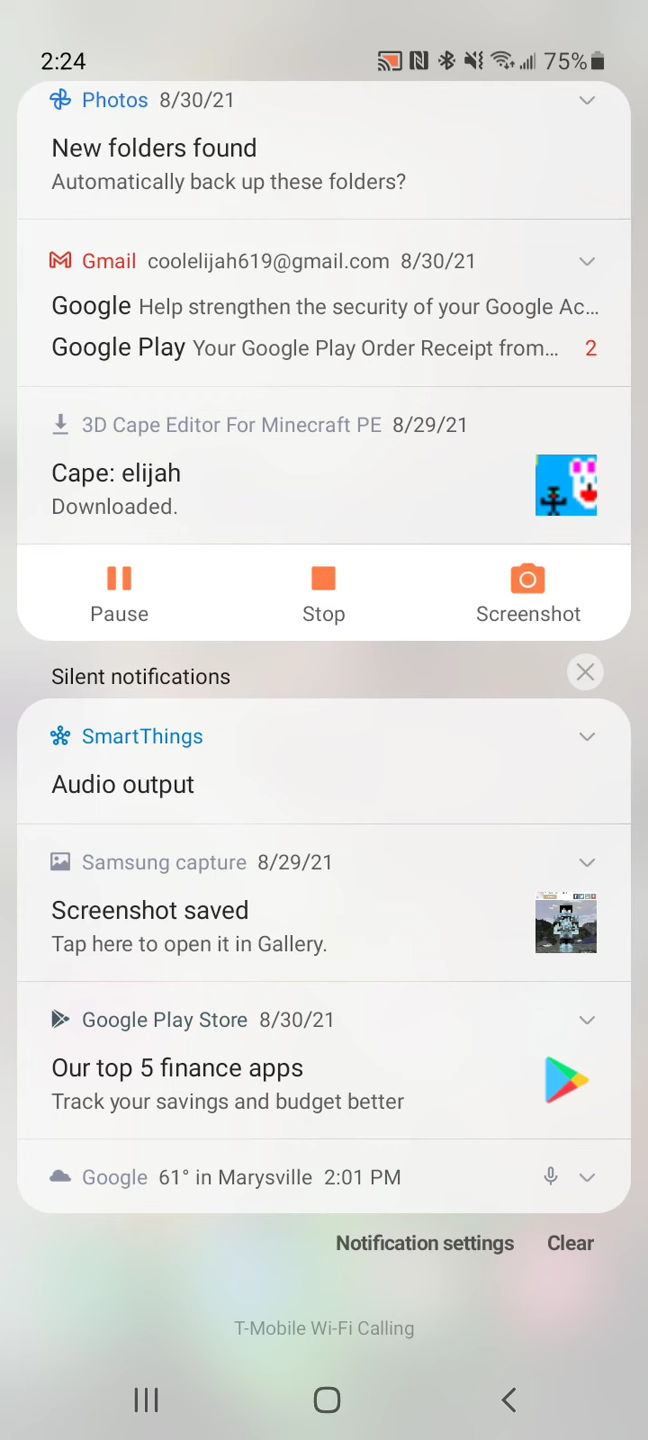 2:24
75%
Photos 8/30/21
New folders found
Automatically back up these folders?
Gmail coolelijah619@gmail.com 8/30/21
Google Help strengthen the security of your Google Ac...
Google Play Your Google Play Order Receipt from... 2
3D Cape Editor For Minecraft PE 8/29/21
Cape: elijah
Downloaded.
Pause Stop Screenshot
Silent notifications
SmartThings
Audio output
Samsung capture 8/29/21
Screenshot saved
Tap here to open it in Gallery.
Google Play Store 8/30/21
Our top 5 finance apps
Track your savings and budget better
Google 61° in Marysville 2:01 PM
Notification settings Clear
T-Mobile Wi-Fi Calling